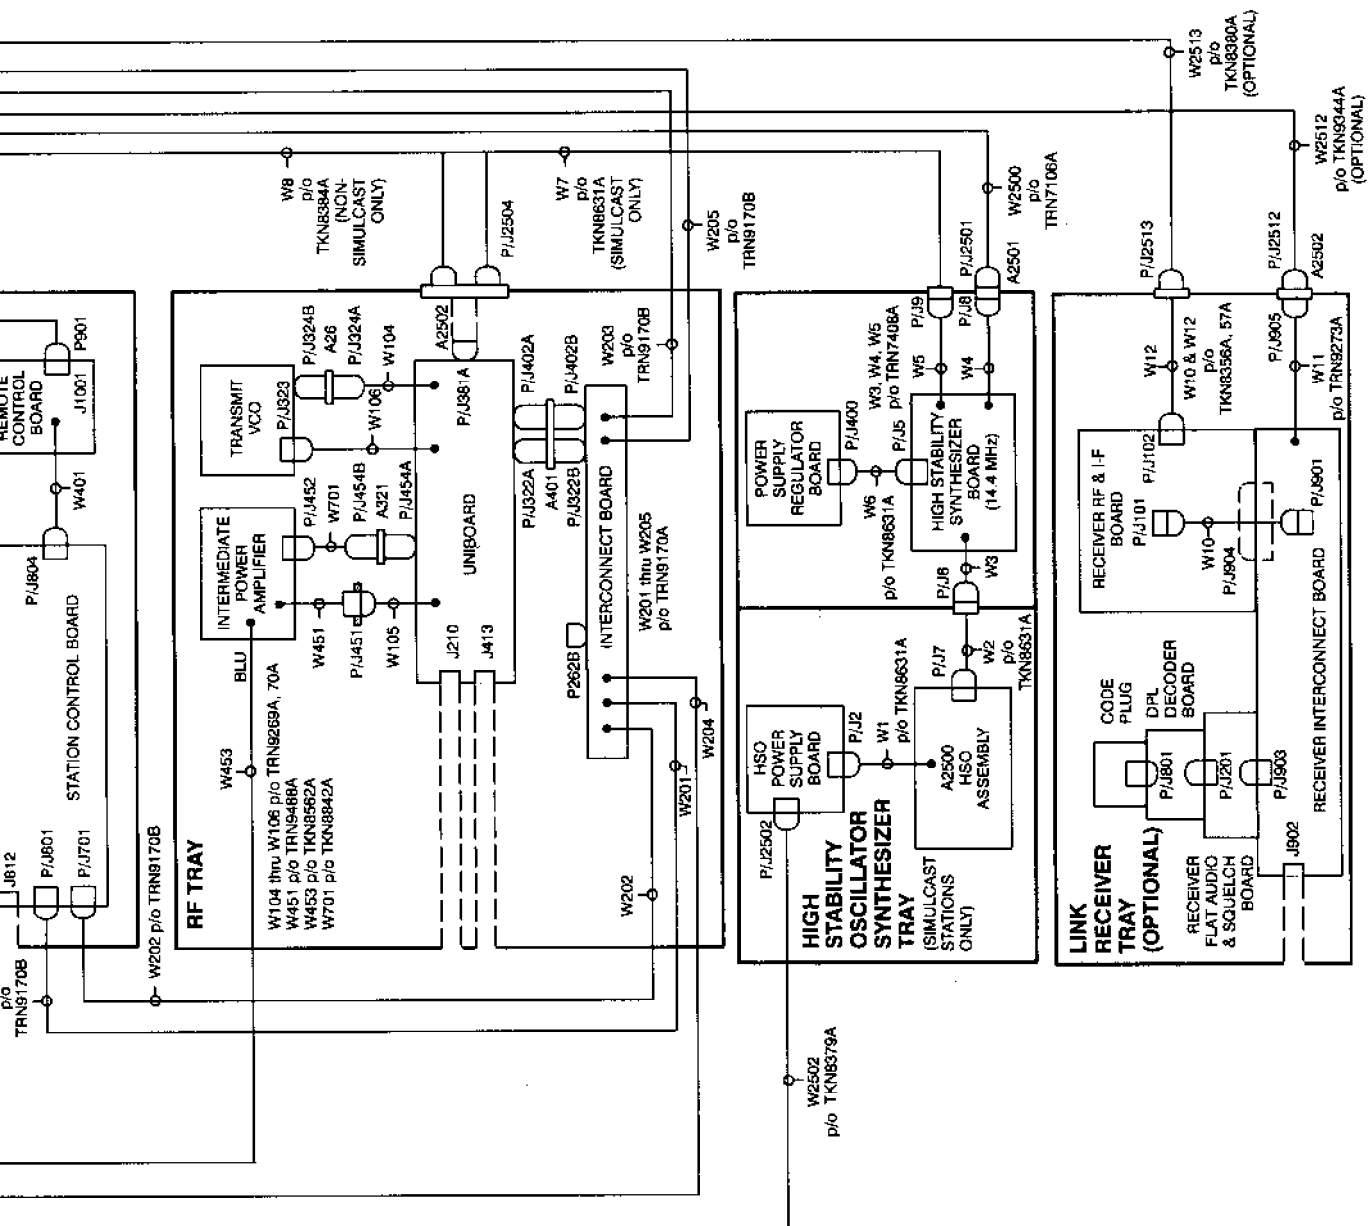 W2513
p/o
TKN8380A
(OPTIONAL)
W2512
p/o TKN9344A
(OPTIONAL)
W8
p/o
TKN8384A
(NON-
SIMULCAST
ONLY)
P/J2504
W7
p/o
TKN8631A
(SIMULCAST
ONLY)
W205
p/o
TRN9170B
W2500
p/o
TRN7106A
P/J2501
A2501
P/J2513
P/J2512
A2502
P901
J1001
REMOTE
CONTROL
BOARD
W401
P/J804
STATION CONTROL BOARD
J812
P/J801
P/J701
p/o
TRN9170B
W202 p/o TRN9170B
RF TRAY
W104 thru W106 p/o TRN9269A, 70A
W451 p/o TRN9488A
W453 p/o TKN8562A
W701 p/o TKN8842A
TRANSMIT
VCO
P/J323
P/J324B
A26
P/J324A
W104
W106
A2502
P/J381A
INTERMEDIATE
POWER
AMPLIFIER
P/J452
W701
P/J454B
A321
P/J454A
BLU
W453
W451
P/J451
W105
UNIBOARD
J210
J413
P/J402A
P/J402B
P/J322A
A401
P/J322B
W203
p/o
TRN9170B
P262B
INTERCONNECT BOARD
W201 thru W205
p/o TRN9170A
W204
W201
W202
HIGH
STABILITY
OSCILLATOR
SYNTHESIZER
TRAY
(SIMULCAST
STATIONS
ONLY)
POWER
SUPPLY
REGULATOR
BOARD
P/J400
W6
p/o TKN8631A
P/J5
P/J9
P/J8
W3, W4, W5
p/o TRN7408A
W5
W4
HIGH STABILITY
SYNTHESIZER
BOARD
(14.4 MHz)
P/J6
W3
W2
p/o
TKN8631A
P/J7
HSO
POWER
SUPPLY
BOARD
P/J2
W1
p/o TKN8631A
A2500
HSO
ASSEMBLY
P/J2502
W2502
p/o TKN8379A
LINK
RECEIVER
TRAY
(OPTIONAL)
P/J905
W12
W10 & W12
p/o
TKN8356A, 57A
W11
p/o TRN9273A
RECEIVER RF & I-F
BOARD
P/J102
P/J101
W10
P/J904
P/J901
CODE
PLUG
DPL
DECODER
BOARD
P/J801
P/J201
P/J903
RECEIVER
FLAT AUDIO
& SQUELCH
BOARD
RECEIVER INTERCONNECT BOARD
J902